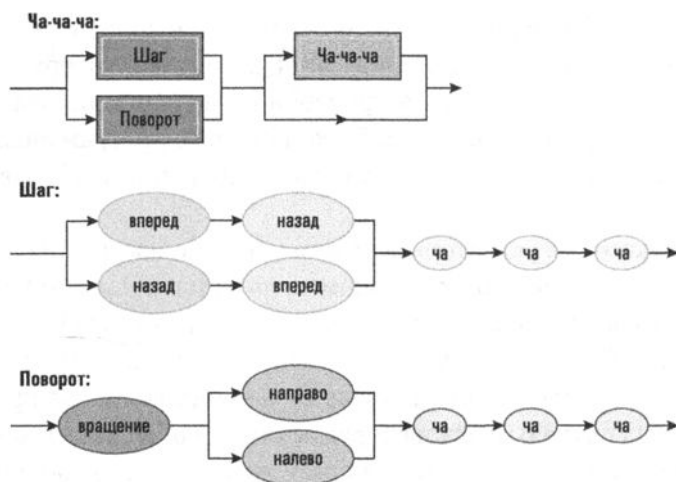 Ча-ча-ча:
Шаг
Ча-ча-ча
Поворот
Шаг:
вперед назад
ча ча ча
назад вперед
Поворот:
направо
вращение
ча ча ча
налево